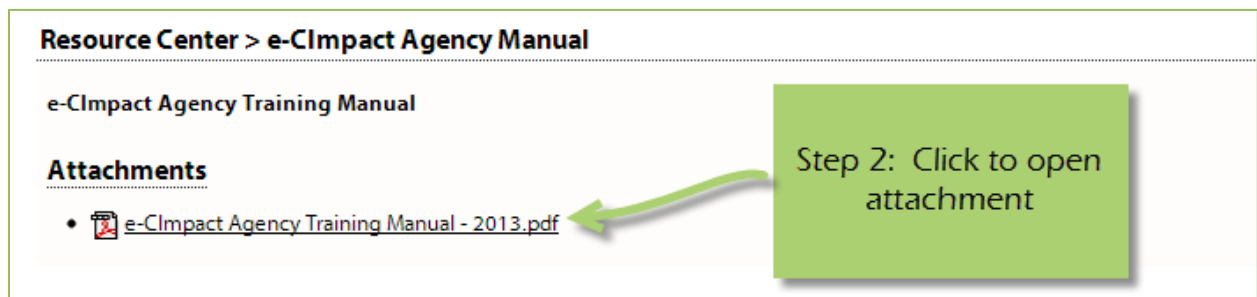 Resource Center > e-CImpact Agency Manual
e-CImpact Agency Training Manual
Attachments
e-CImpact Agency Training Manual - 2013.pdf
Step 2: Click to open
attachment